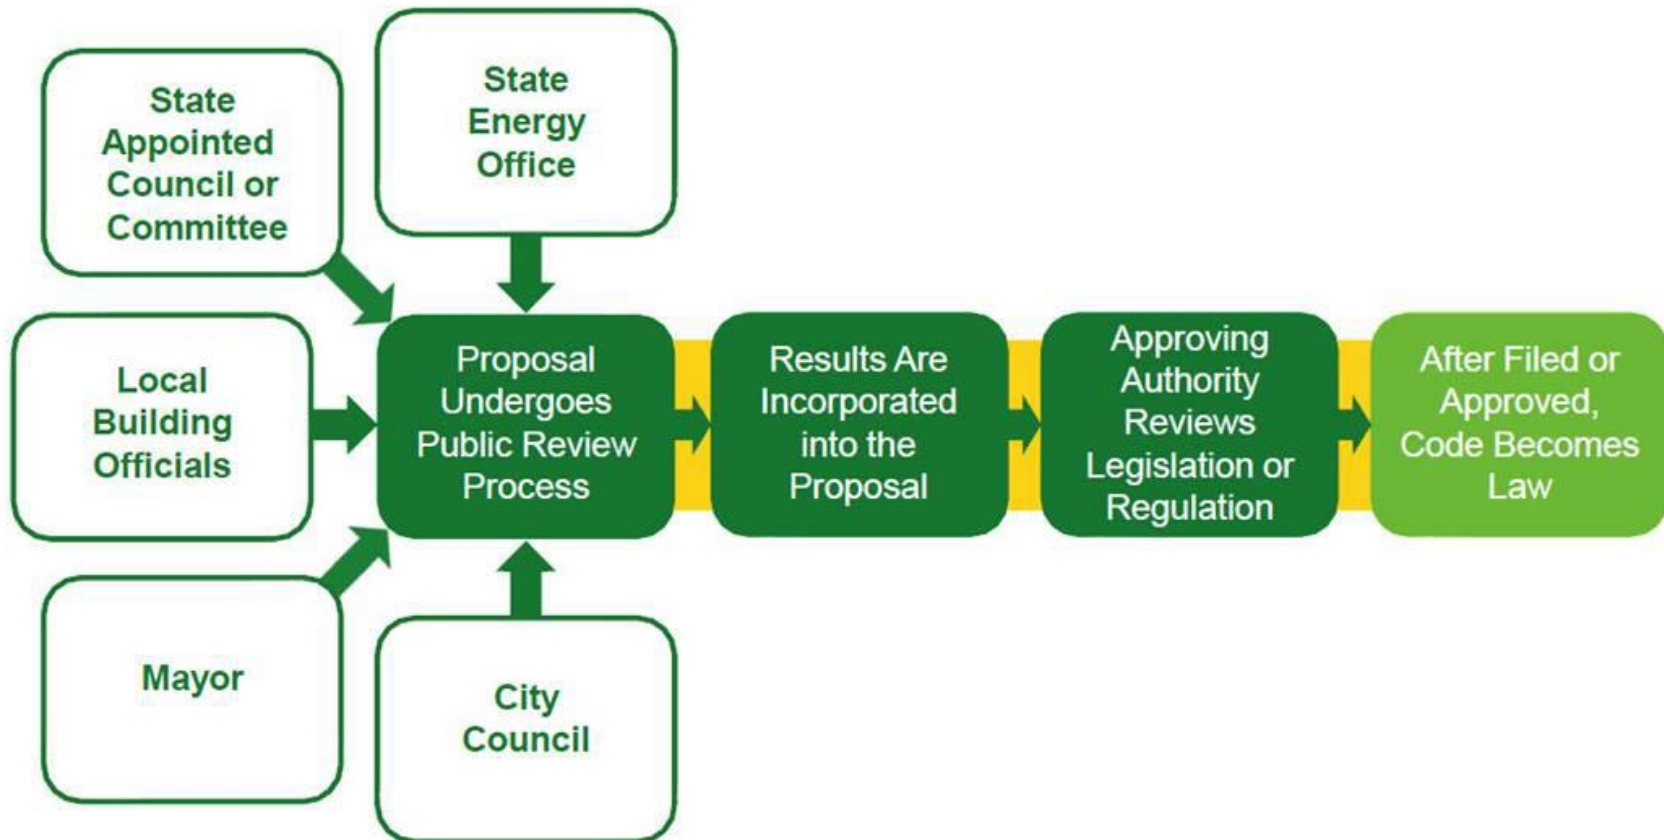 State
Appointed
Council or
Committee
State
Energy
Office
Local
Building
Officials
Mayor
City
Council
Proposal
Undergoes
Public Review
Process
Results Are
Incorporated
into the
Proposal
Approving
Authority
Reviews
Legislation or
Regulation
After Filed or
Approved,
Code Becomes
Law